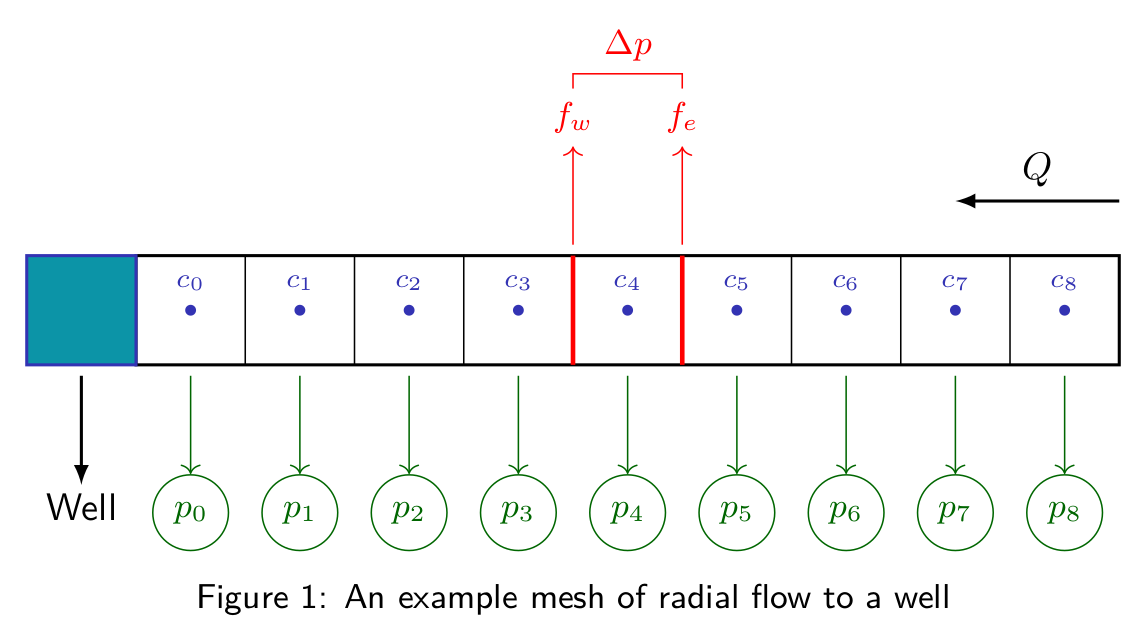 Δp
f_w f_e
Q
c_0 c_1 c_2 c_3 c_4 c_5 c_6 c_7 c_8
Well p_0 p_1 p_2 p_3 p_4 p_5 p_6 p_7 p_8
Figure 1: An example mesh of radial flow to a well